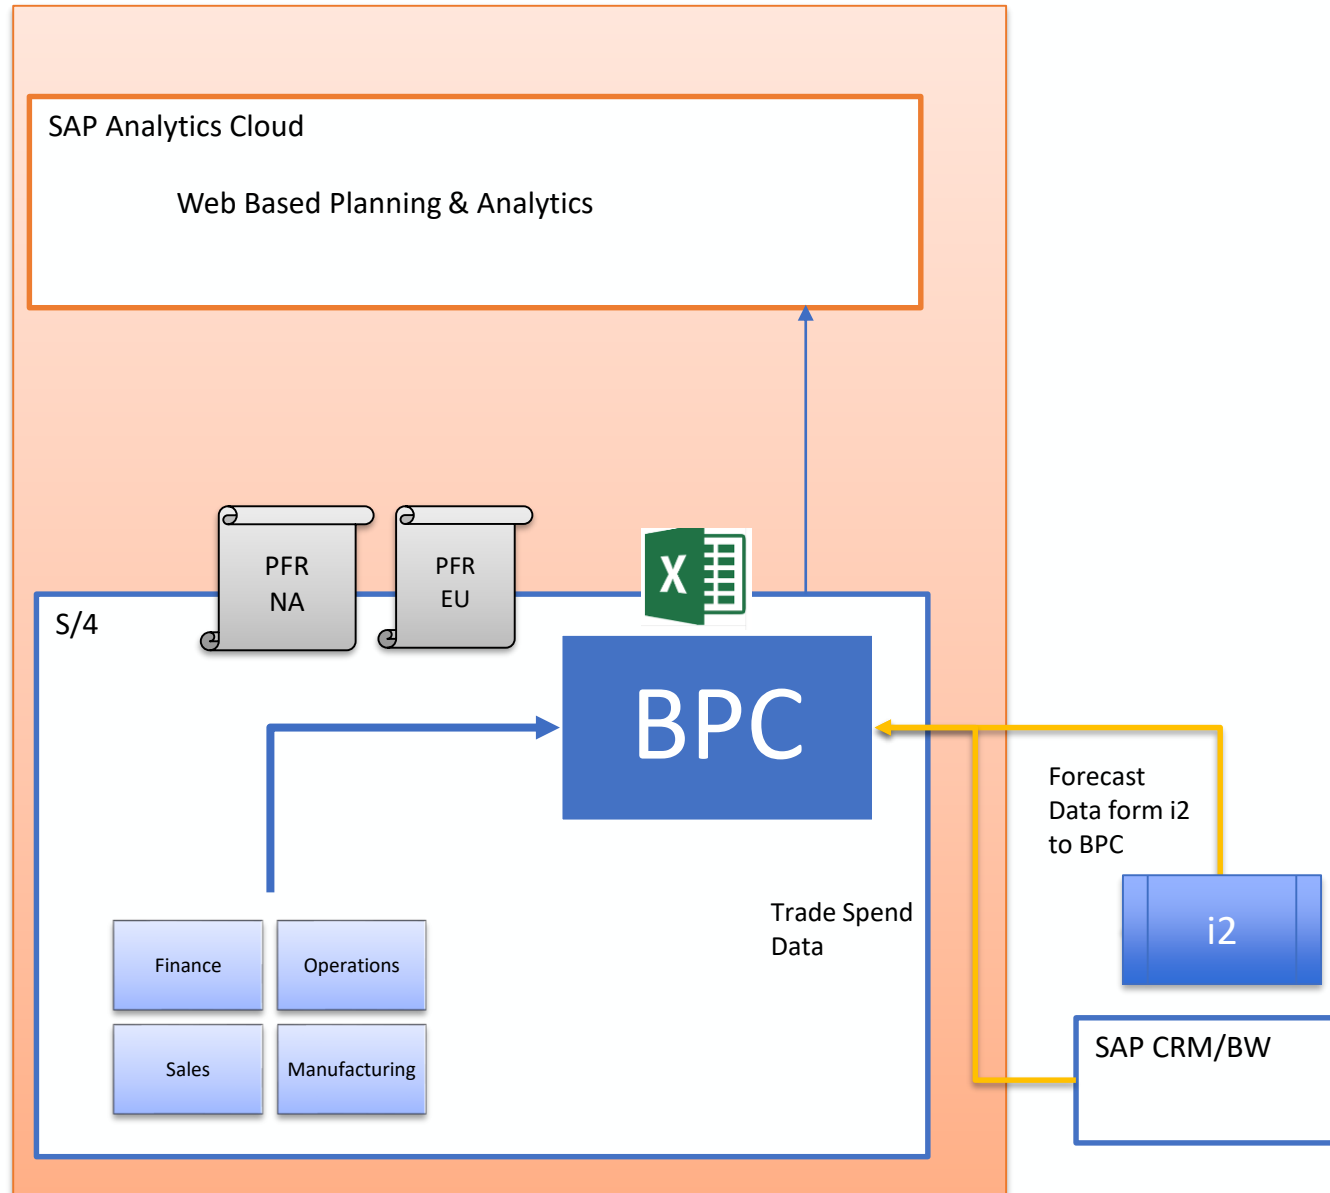 SAP Analytics Cloud
Web Based Planning & Analytics
PFR
NA
PFR
EU
X
S/4
BPC
Forecast
Data form i2
to BPC
Trade Spend
Data
i2
Finance
Operations
Sales
Manufacturing
SAP CRM/BW